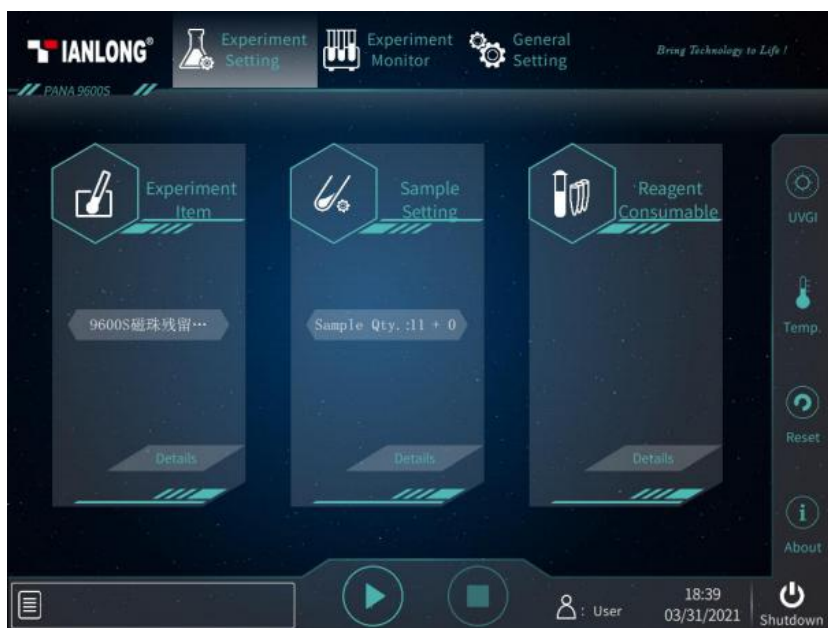 TIANLONG®
PANA 9600S
Experiment
Setting
Experiment
Monitor
General
Setting
Bring Technology to Life !
Experiment
Item
Sample
Setting
Reagent
Consumable
9600S磁珠残留···
Sample Qty.:11 + 0
Details
Details
Details
UVGI
Temp.
Reset
i
About
: User
18:39
03/31/2021
Shutdown